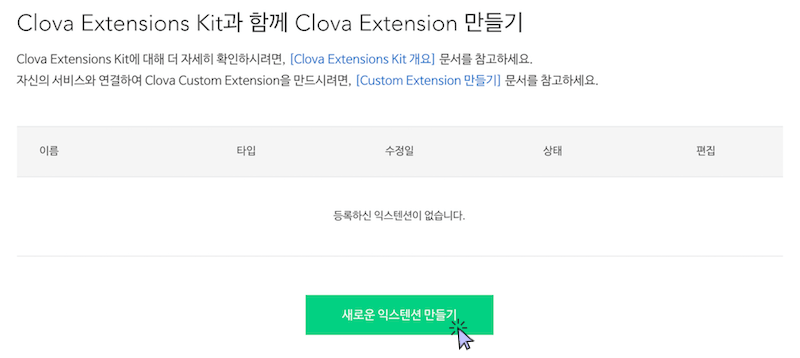 Clova Extensions Kit과 함께 Clova Extension 만들기
Clova Extensions Kit에 대해 더 자세히 확인하시려면, [Clova Extensions Kit 개요] 문서를 참고하세요.
자신의 서비스와 연결하여 Clova Custom Extension을 만드시려면, [Custom Extension 만들기] 문서를 참고하세요.
이름 타입 수정일 상태 편집
등록하신 익스텐션이 없습니다.
새로운 익스텐션 만들기